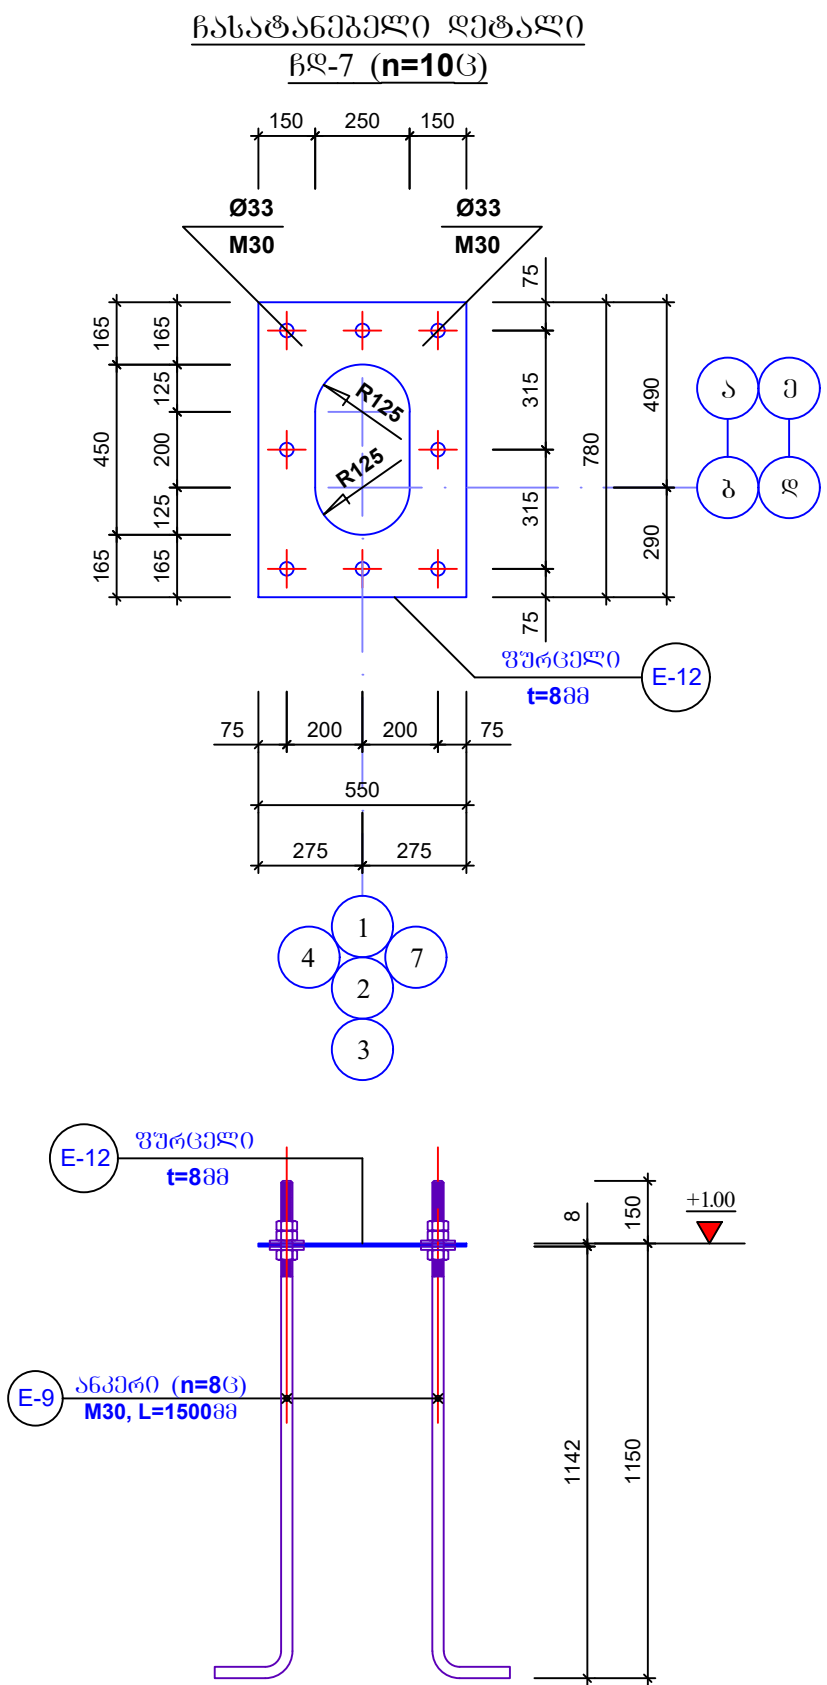 ჩასატანებელი დეტალი
ჩდ-7 (n=10ც)
150 250 150
Ø33 Ø33
M30 M30
75
165 165
125
315
490
R125
450 200
780
ა ე
R125
125
315
ბ დ
290
165 165
75
ფურცელი
t=8მმ
E-12
75 200 200 75
550
275 275
1
4 7
2
3
E-12
ფურცელი
t=8მმ
8
150
+1.00
E-9
ანკერი (n=8ც)
M30, L=1500მმ
1142
1150